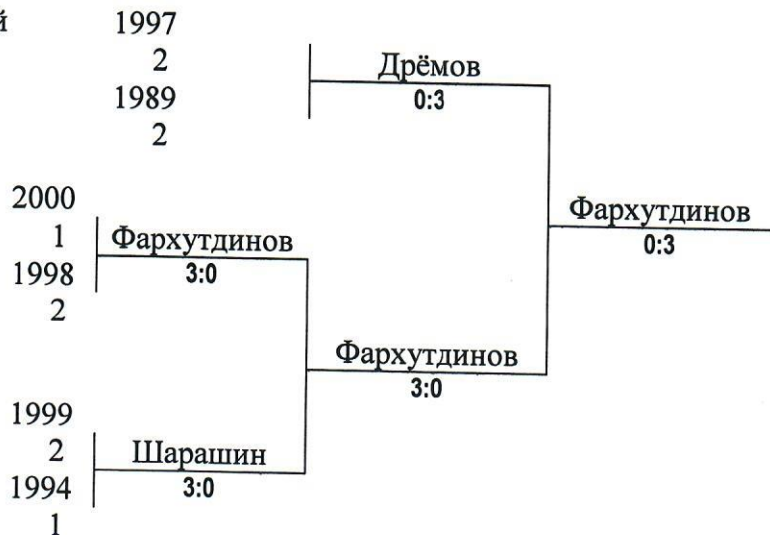 й 1997
2
Дрёмов
1989
0:3
2
2000
Фархутдинов
1
Фархутдинов
0:3
1998
3:0
2
Фархутдинов
3:0
1999
2
Шарашин
1994
3:0
1